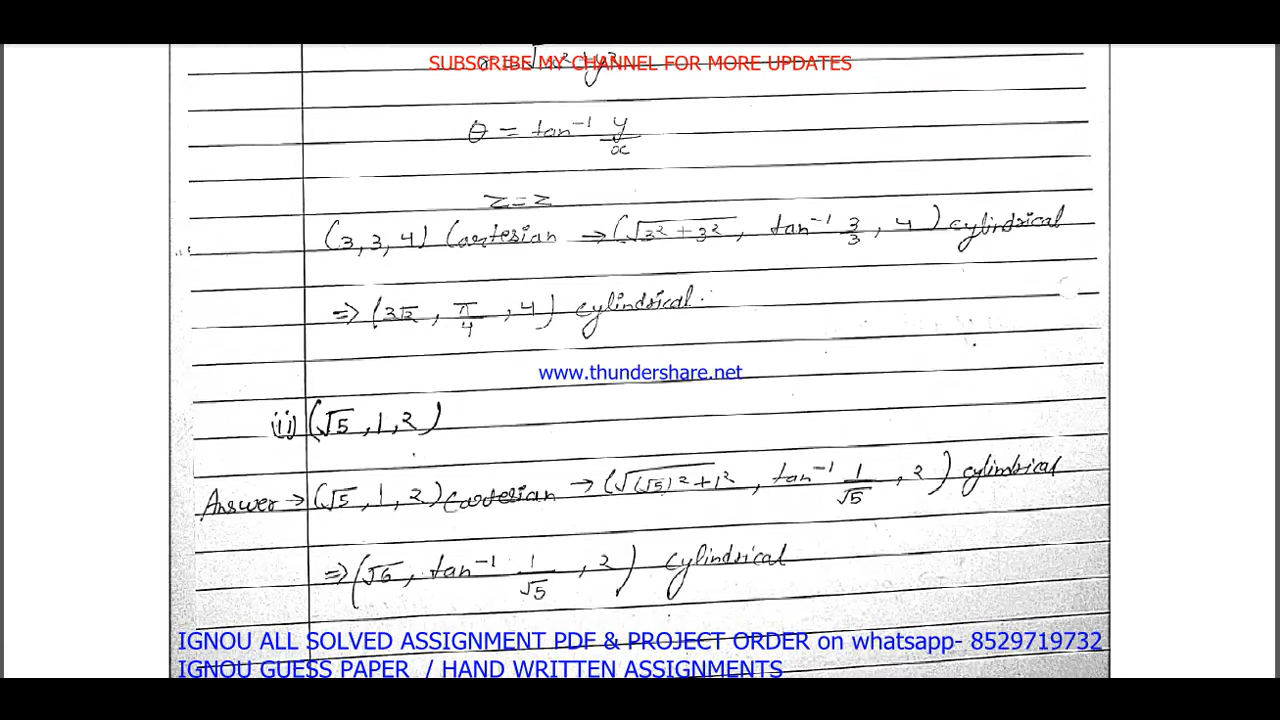 r = √x² + y²
SUBSCRIBE MY CHANNEL FOR MORE UPDATES
θ = tan⁻¹ y/x
z = z
(3, 3, 4) Cartesian → (√3² + 3², tan⁻¹ 3/3, 4) cylindrical
⇒ (3√2, π/4, 4) cylindrical.
www.thundershare.net
ii) (√5, 1, 2)
Answer → (√5, 1, 2) Cartesian → (√(√5)² + 1², tan⁻¹ 1/√5, 2) cylindrical
⇒ (√6, tan⁻¹ 1/√5, 2) cylindrical
IGNOU ALL SOLVED ASSIGNMENT PDF & PROJECT ORDER on whatsapp- 8529719732
IGNOU GUESS PAPER / HAND WRITTEN ASSIGNMENTS